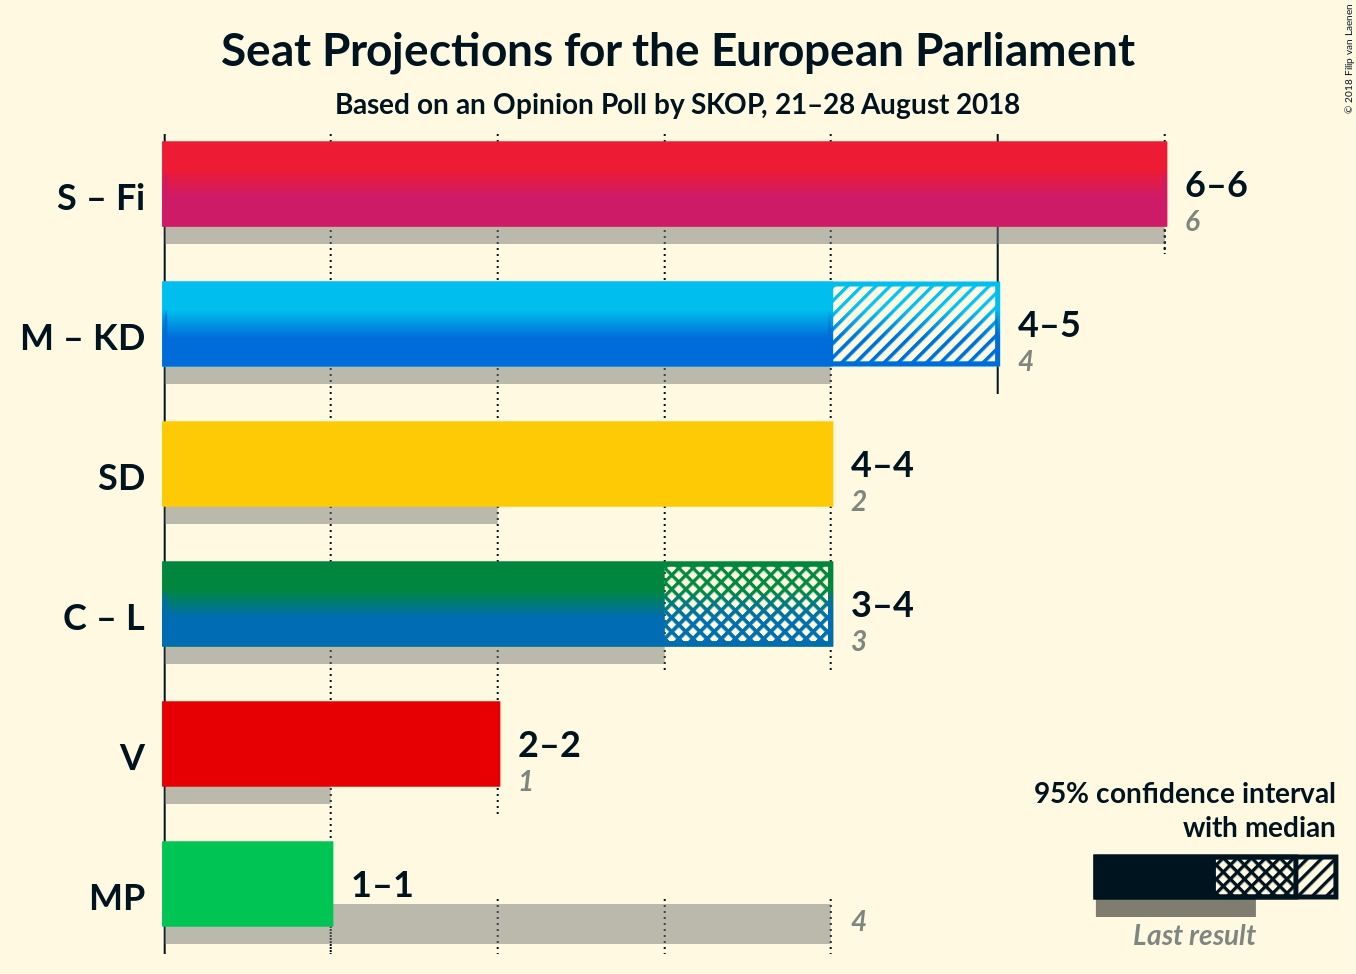 Seat Projections for the European Parliament
Based on an Opinion Poll by SKOP, 21–28 August 2018
© 2018 Filip van Laenen
S – Fi
6–6
6
M – KD
4–5
4
SD
4–4
2
C – L
3–4
3
V
2–2
1
MP
1–1
4
95% confidence interval
with median
Last result